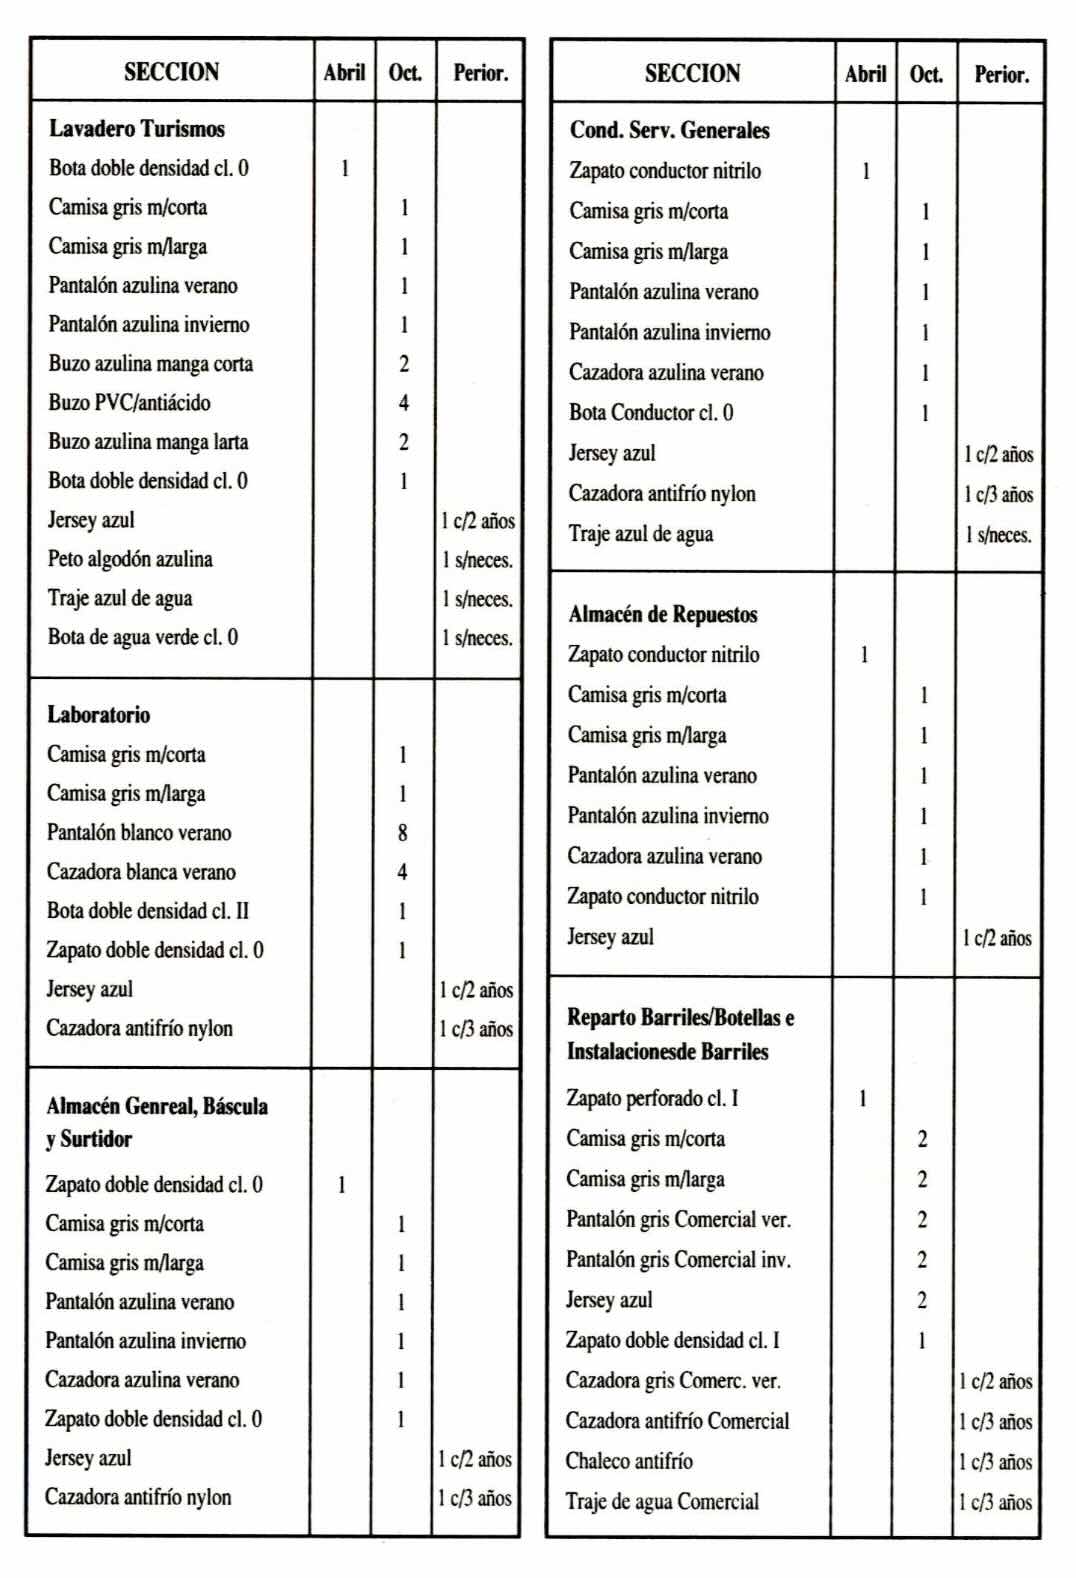 SECCION Abril Oct. Perior.
Lavadero Turismos
Bota doble densidad cl. 0 1
Camisa gris m/corta 1
Camisa gris m/larga 1
Pantalón azulina verano 1
Pantalón azulina invierno 1
Buzo azulina manga corta 2
Buzo PVC/antiácido 4
Buzo azulina manga larta 2
Bota doble densidad cl. 0 1
Jersey azul 1 c/2 años
Peto algodón azulina 1 s/neces.
Traje azul de agua 1 s/neces.
Bota de agua verde cl. 0 1 s/neces.
Laboratorio
Camisa gris m/corta 1
Camisa gris m/larga 1
Pantalón blanco verano 8
Cazadora blanca verano 4
Bota doble densidad cl. II 1
Zapato doble densidad cl. 0 1
Jersey azul 1 c/2 años
Cazadora antifrío nylon 1 c/3 años
Almacén Genreal, Báscula
y Surtidor
Zapato doble densidad cl. 0 1
Camisa gris m/corta 1
Camisa gris m/larga 1
Pantalón azulina verano 1
Pantalón azulina invierno 1
Cazadora azulina verano 1
Zapato doble densidad cl. 0 1
Jersey azul 1 c/2 años
Cazadora antifrío nylon 1 c/3 años
SECCION Abril Oct. Perior.
Cond. Serv. Generales
Zapato conductor nitrilo 1
Camisa gris m/corta 1
Camisa gris m/larga 1
Pantalón azulina verano 1
Pantalón azulina invierno 1
Cazadora azulina verano 1
Bota Conductor cl. 0 1
Jersey azul 1 c/2 años
Cazadora antifrío nylon 1 c/3 años
Traje azul de agua 1 s/neces.
Almacén de Repuestos
Zapato conductor nitrilo 1
Camisa gris m/corta 1
Camisa gris m/larga 1
Pantalón azulina verano 1
Pantalón azulina invierno 1
Cazadora azulina verano 1
Zapato conductor nitrilo 1
Jersey azul 1 c/2 años
Reparto Barriles/Botellas e
Instalacionesde Barriles
Zapato perforado cl. I 1
Camisa gris m/corta 2
Camisa gris m/larga 2
Pantalón gris Comercial ver. 2
Pantalón gris Comercial inv. 2
Jersey azul 2
Zapato doble densidad cl. I 1
Cazadora gris Comerc. ver. 1 c/2 años
Cazadora antifrío Comercial 1 c/3 años
Chaleco antifrío 1 c/3 años
Traje de agua Comercial 1 c/3 años